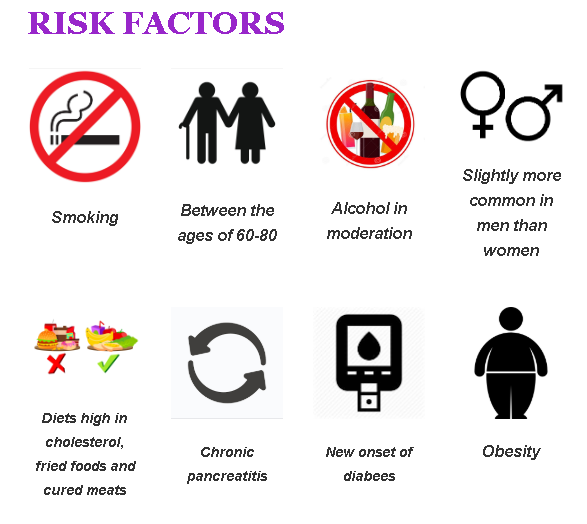 RISK FACTORS
Smoking
Between the
ages of 60-80
Alcohol in
moderation
Slightly more
common in
men than
women
Diets high in
cholesterol,
fried foods and
cured meats
Chronic
pancreatitis
New onset of
diabees
Obesity